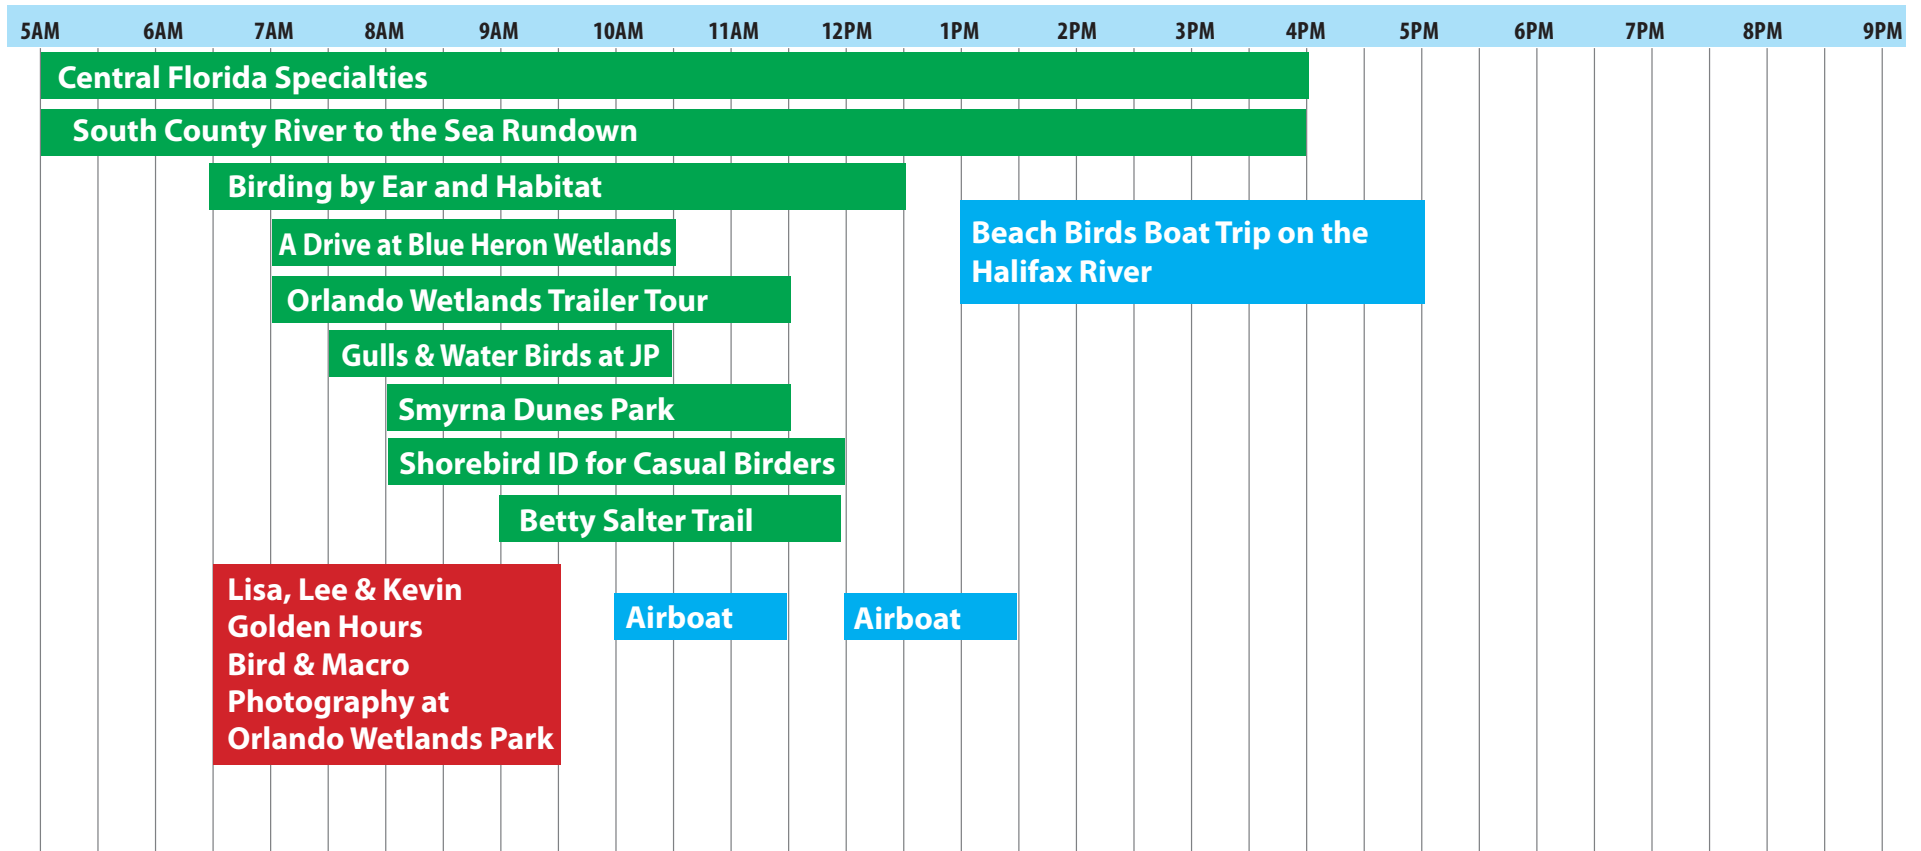 5AM 6AM 7AM 8AM 9AM 10AM 11AM 12PM 1PM 2PM 3PM 4PM 5PM 6PM 7PM 8PM 9PM
Central Florida Specialties
South County River to the Sea Rundown
Birding by Ear and Habitat
Beach Birds Boat Trip on the
Halifax River
A Drive at Blue Heron Wetlands
Orlando Wetlands Trailer Tour
Gulls & Water Birds at JP
Smyrna Dunes Park
Shorebird ID for Casual Birders
Betty Salter Trail
Lisa, Lee & Kevin
Golden Hours
Bird & Macro
Photography at
Orlando Wetlands Park
Airboat
Airboat